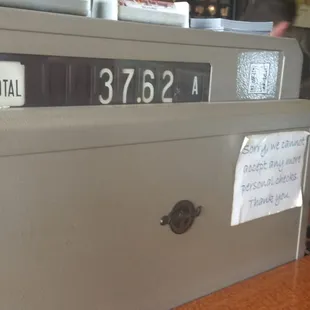 TOTAL
37.62 A
Sorry, we cannot
accept any more
personal checks.
Thank you.